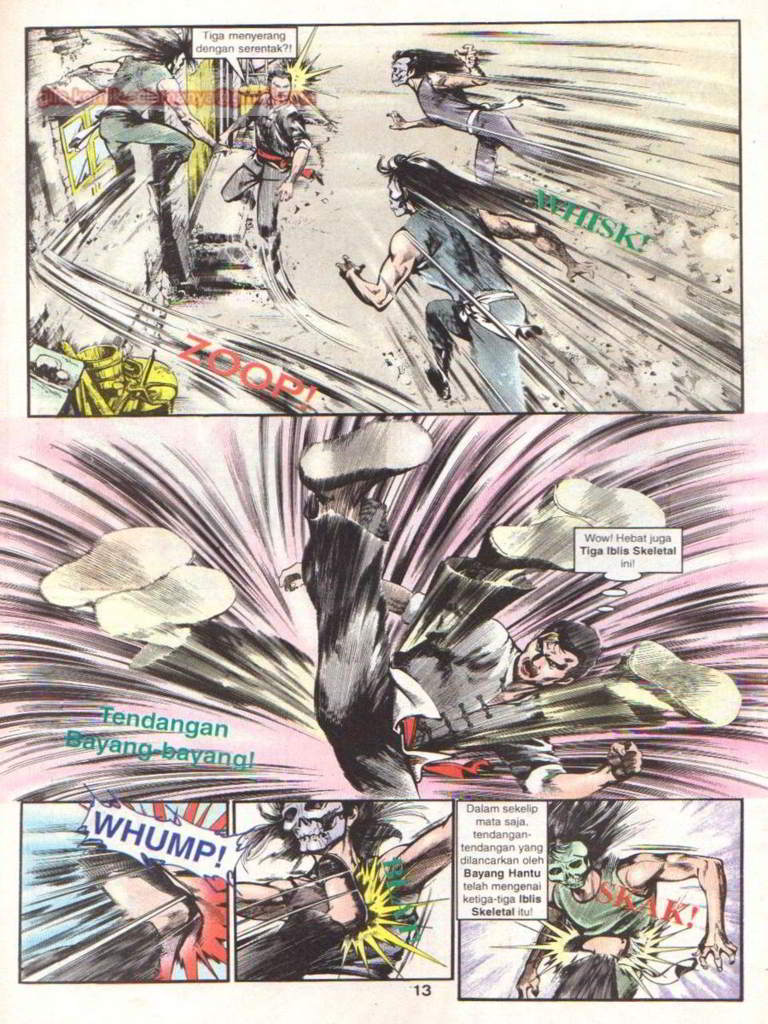 Tiga menyerang
dengan serentak?!
WHISK!
ZOOP!
Wow! Hebat juga
Tiga Iblis Skeletal
ini!
Tendangan
Bayang-bayang!
WHUMP!
Dalam sekelip
mata saja,
tendangan-
tendangan yang
dilancarkan oleh
Bayang Hantu
telah mengenai
ketiga-tiga Iblis
Skeletal itu!
SKAK!
13